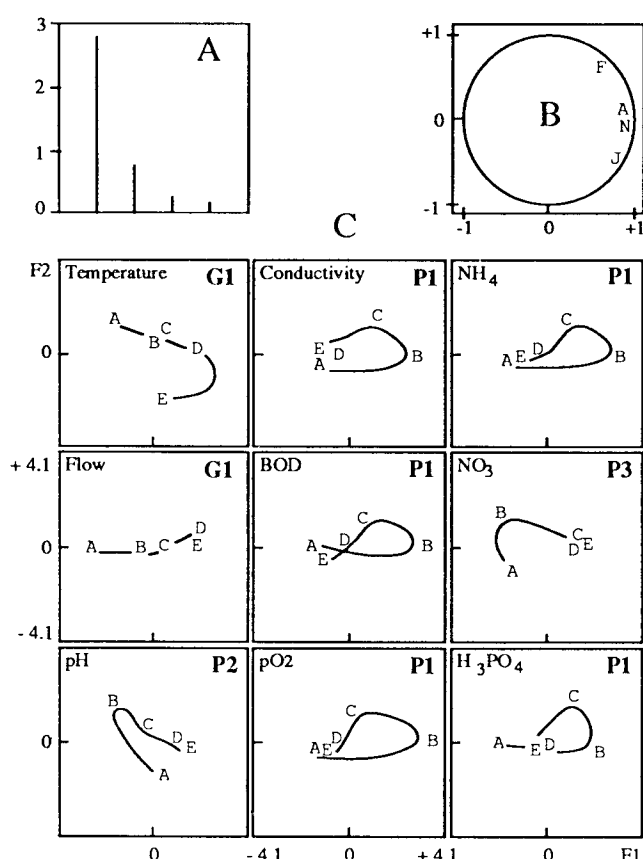 3
2
1
0
A
+1
0
-1
-1 0 +1
B
F
A
N
J
C
F2
0
Temperature G1
A
B
C
D
E
Conductivity P1
A
B
C
D
E
NH4 P1
A
B
C
D
E
+ 4.1
0
- 4.1
Flow G1
A
B
C
D
E
BOD P1
A
B
C
D
E
NO3 P3
A
B
C
D
E
0
pH P2
A
B
C
D
E
pO2 P1
A
B
C
D
E
H3PO4 P1
A
B
C
D
E
0 - 4.1 0 + 4.1 0 F1